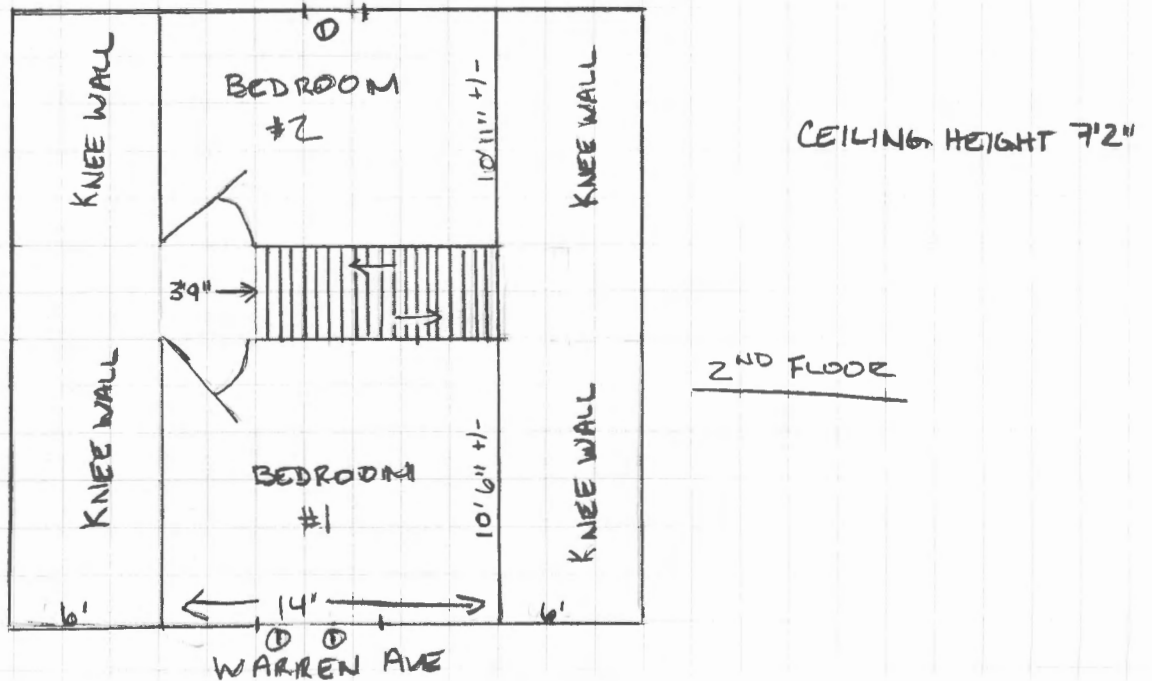 ①
KNEE WALL
BEDROOM
#2
10'11" +/-
KNEE WALL
CEILING HEIGHT 7'2"
3'9"
2ND FLOOR
KNEE WALL
BEDROOM
#1
10'6" +/-
KNEE WALL
6'
14"
6'
① ①
WARREN AVE